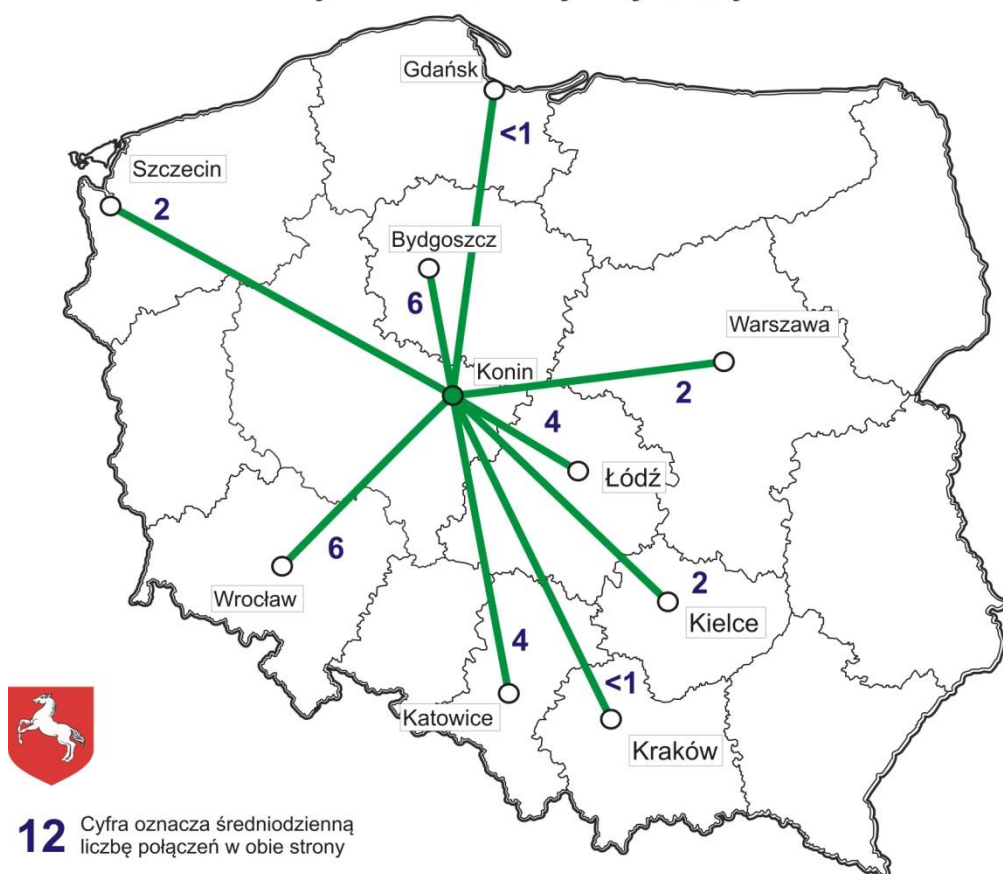 Gdańsk
<1
Szczecin
2
Bydgoszcz
6
Warszawa
2
Konin
4
Łódź
6
Wrocław
2
Kielce
4
Katowice
<1
Kraków
12 Cyfra oznacza średniodzienną
liczbę połączeń w obie strony